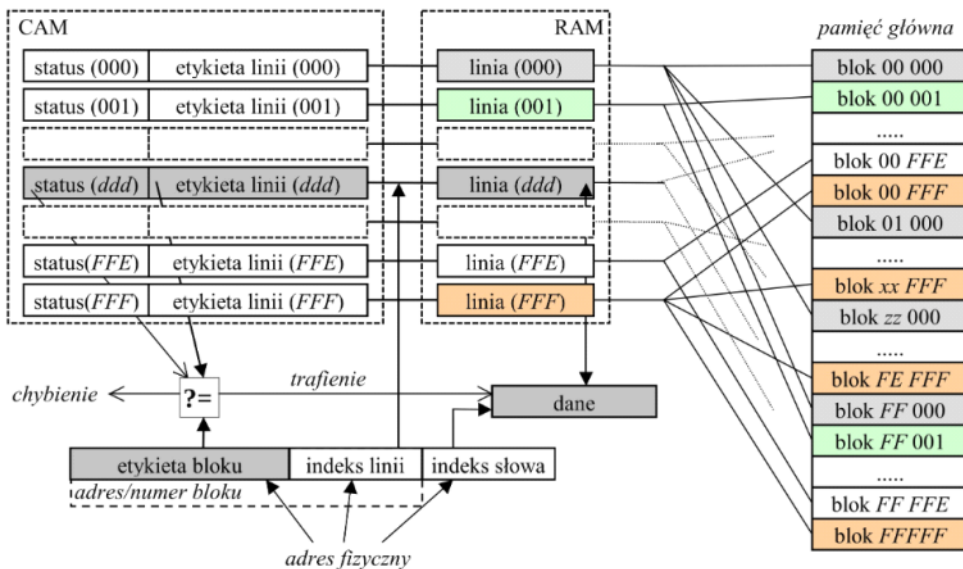 CAM
RAM
pamięć główna
status (000) etykieta linii (000) linia (000) blok 00 000
status (001) etykieta linii (001) linia (001) blok 00 001
.....
blok 00 FFE
status (ddd) etykieta linii (ddd) linia (ddd) blok 00 FFF
blok 01 000
status(FFE) etykieta linii (FFE) linia (FFE)
.....
blok xx FFF
status(FFF) etykieta linii (FFF) linia (FFF)
blok zz 000
.....
blok FE FFF
chybienie ?= trafienie dane
blok FF 000
blok FF 001
etykieta bloku indeks linii indeks słowa
.....
adres/numer bloku
blok FF FFE
blok FFFFF
adres fizyczny